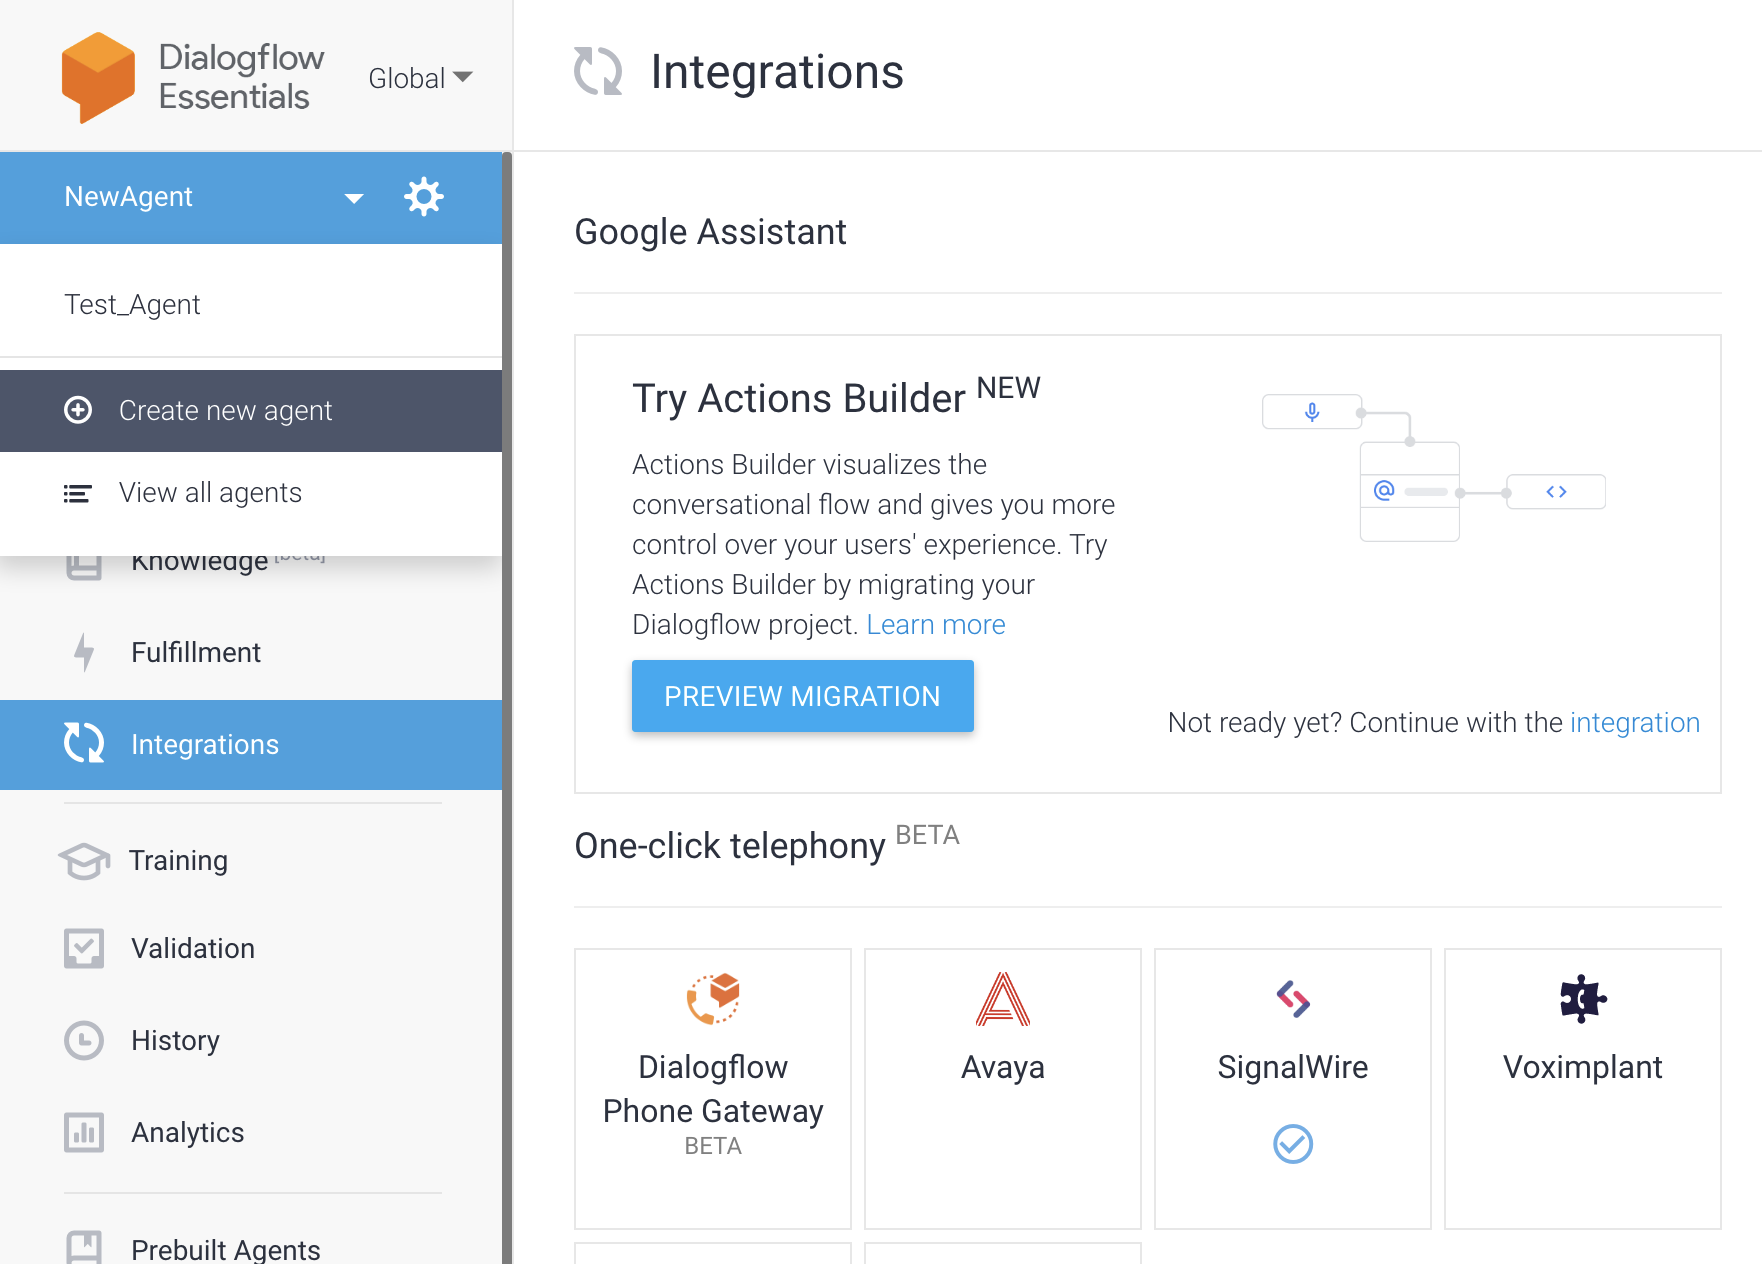 Dialogflow
Essentials
Global
NewAgent
Test_Agent
Create new agent
View all agents
Knowledge [beta]
Fulfillment
Integrations
Training
Validation
History
Analytics
Prebuilt Agents
Integrations
Google Assistant
Try Actions Builder NEW
Actions Builder visualizes the
conversational flow and gives you more
control over your users' experience. Try
Actions Builder by migrating your
Dialogflow project. Learn more
PREVIEW MIGRATION
Not ready yet? Continue with the integration
One-click telephony BETA
Dialogflow
Phone Gateway
BETA
Avaya
SignalWire
Voximplant